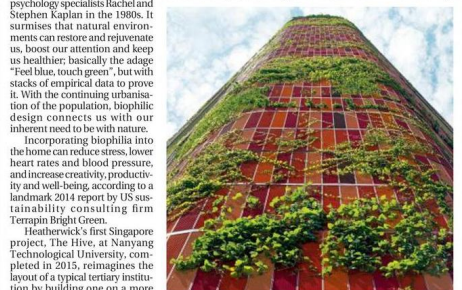 psychology specialists Rachel and
Stephen Kaplan in the 1980s. It
surmises that natural environ-
ments can restore and rejuvenate
us, boost our attention and keep
us healthier; basically the adage
“Feel blue, touch green”, but with
stacks of empirical data to prove
it. With the continuing urbanisa-
tion of the population, biophilic
design connects us with our
inherent need to be with nature.
Incorporating biophilia into
the home can reduce stress, lower
heart rates and blood pressure,
and increase creativity, productiv-
ity and well-being, according to a
landmark 2014 report by US sus-
tainability consulting firm
Terrapin Bright Green.
Heatherwick’s first Singapore
project, The Hive, at Nanyang
Technological University, com-
pleted in 2015, reimagines the
layout of a typical tertiary institu-
tion by building one on a more